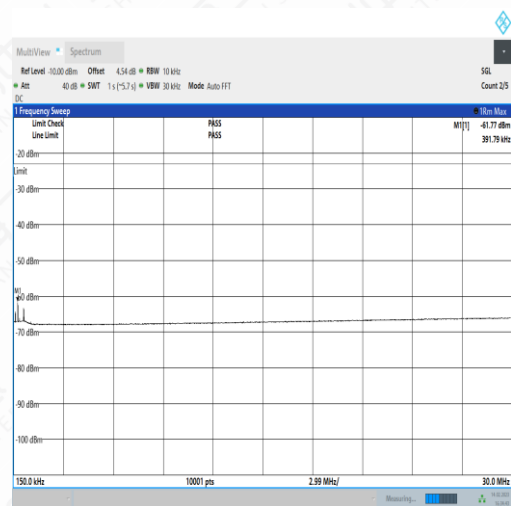 MultiView Spectrum
Ref Level -10.00 dBm Offset 4.54 dB RBW 10 kHz SGL
Att 40 dB SWT 1 s (~5.7 s) VBW 30 kHz Mode Auto FFT Count 2/5
DC
1 Frequency Sweep 1Rm Max
Limit Check PASS M1[1] -61.77 dBm
Line Limit PASS 391.79 kHz
-20 dBm
Limit
-30 dBm
-40 dBm
-50 dBm
M1
-60 dBm
-70 dBm
-80 dBm
-90 dBm
-100 dBm
150.0 kHz 10001 pts 2.99 MHz/ 30.0 MHz
Measuring...